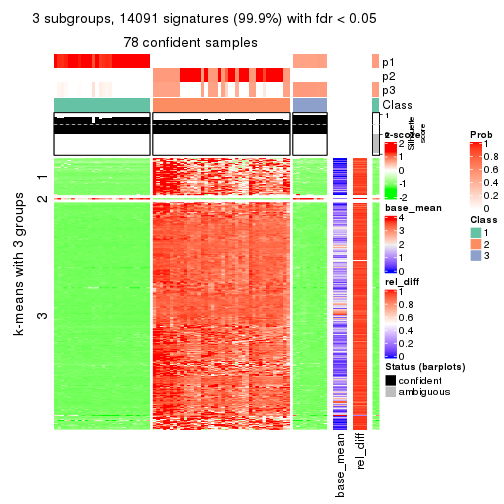 3 subgroups, 14091 signatures (99.9%) with fdr < 0.05
78 confident samples
p1
p2
p3
Class
1
0
Silhouette
score
k-means with 3 groups
1
2
3
z-score
2
1
0
-1
-2
base_mean
4
3
2
1
0
rel_diff
1
0.8
0.6
0.4
0.2
0
Status (barplots)
confident
ambiguous
Prob
1
0.8
0.6
0.4
0.2
0
Class
1
2
3
base_mean
rel_diff